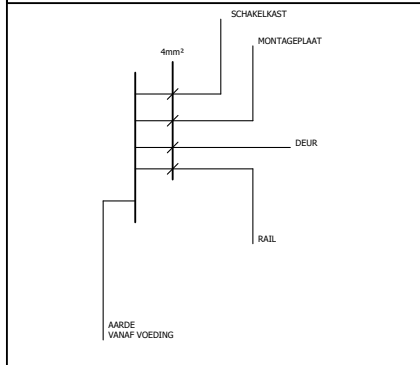 SCHAKELKAST
MONTAGEPLAAT
4mm²
DEUR
RAIL
AARDE
VANAF VOEDING